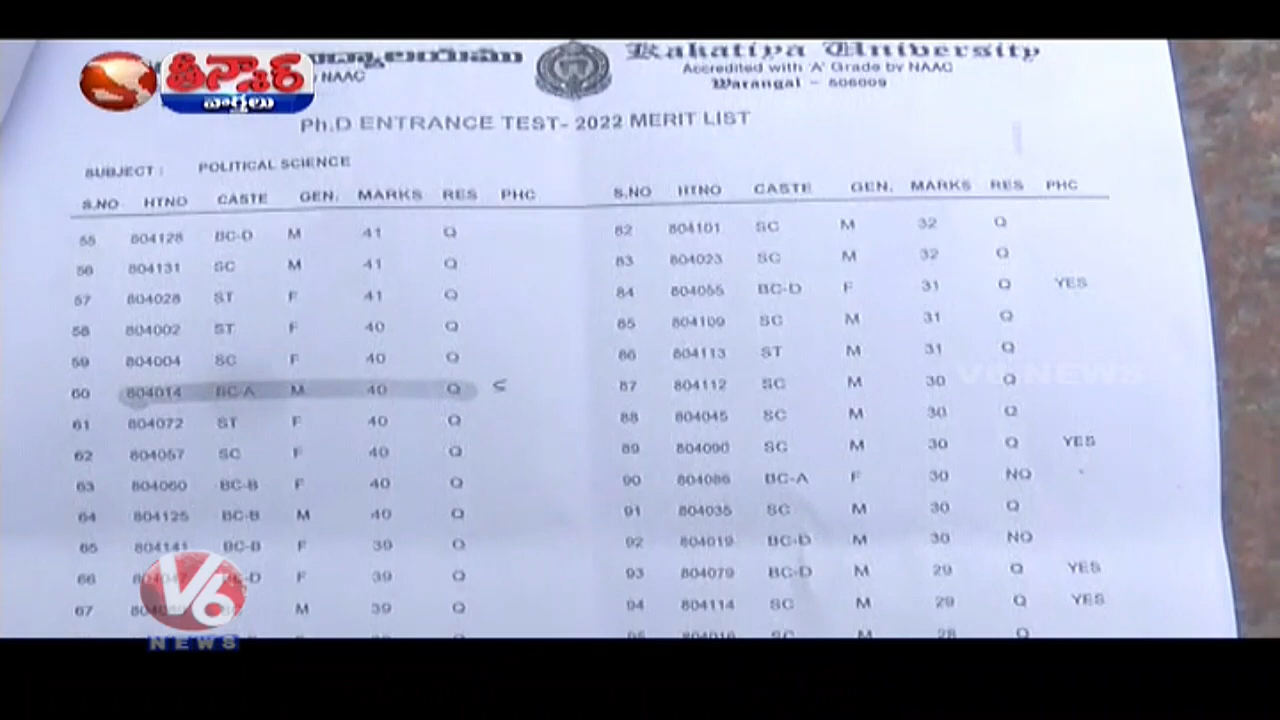 తీన్మార్
వార్తలు
NAAC
Kakatiya University
Accredited with 'A' Grade by NAAC
Warangal - 506009
Ph.D ENTRANCE TEST- 2022 MERIT LIST
SUBJECT : POLITICAL SCIENCE
S.NO HTNO CASTE GEN. MARKS RES PHC
55 804128 BC-D M 41 Q
56 804131 SC M 41 Q
57 804028 ST F 41 Q
58 804002 ST F 40 Q
59 804004 SC F 40 Q
60 804014 BC-A M 40 Q
61 804072 ST F 40 Q
62 804057 SC F 40 Q
63 804060 BC-B F 40 Q
64 804125 BC-B M 40 Q
65 804141 BC-B F 39 Q
66 F 39 Q
67 M 39 Q
S.NO HTNO CASTE GEN. MARKS RES PHC
82 804101 SC M 32 Q
83 804023 SC M 32 Q
84 804055 BC-D F 31 Q YES
85 804109 SC M 31 Q
86 804113 ST M 31 Q
87 804112 SC M 30 Q
88 804045 SC M 30 Q
89 804090 SC M 30 Q YES
90 804086 BC-A F 30 NO
91 804035 SC M 30 Q
92 804019 BC-D M 30 NO
93 804079 BC-D M 29 Q YES
94 804114 SC M 29 Q YES
SC M 28 Q
V6 NEWS
V6
NEWS